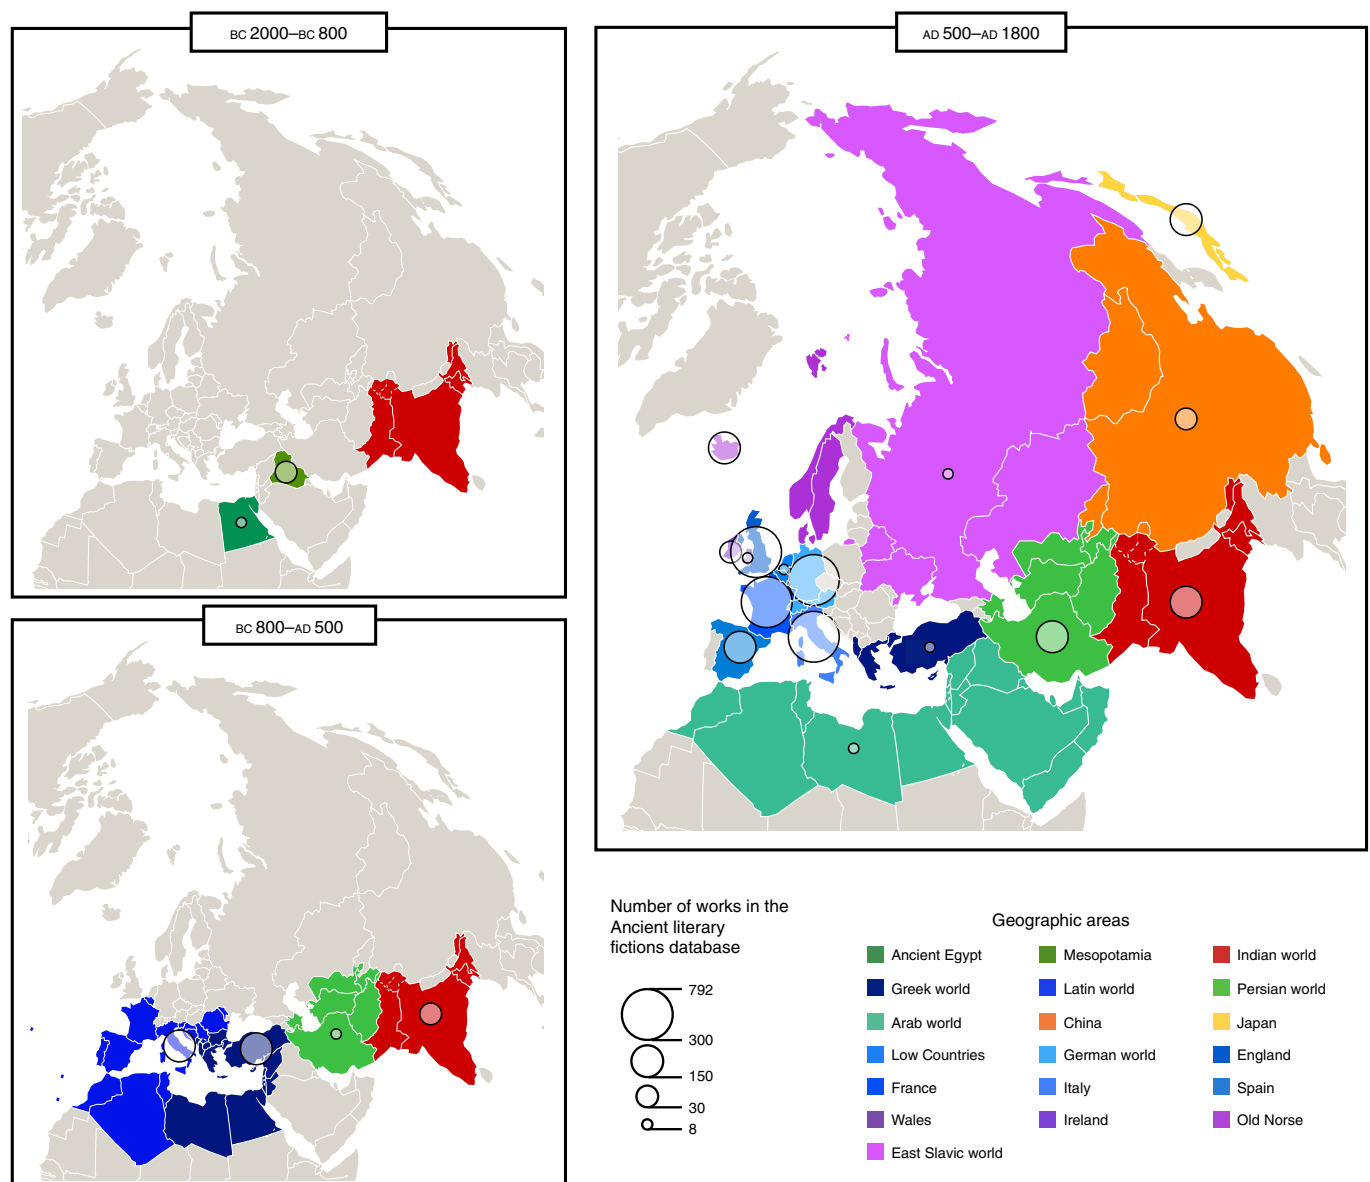 BC 2000–BC 800
AD 500–AD 1800
BC 800–AD 500
Number of works in the
Ancient literary
fictions database
792
300
150
30
8
Geographic areas
Ancient Egypt
Mesopotamia
Indian world
Greek world
Latin world
Persian world
Arab world
China
Japan
Low Countries
German world
England
France
Italy
Spain
Wales
Ireland
Old Norse
East Slavic world